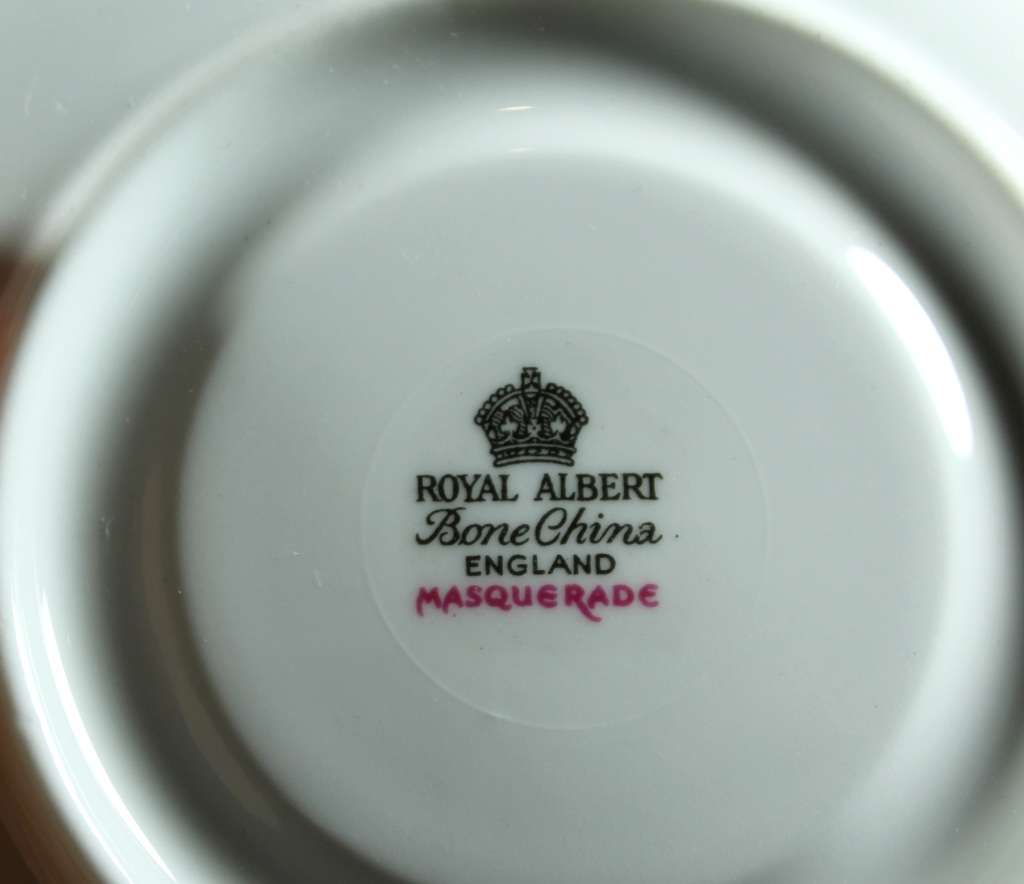 ROYAL ALBERT
Bone China
ENGLAND
MASQUERADE